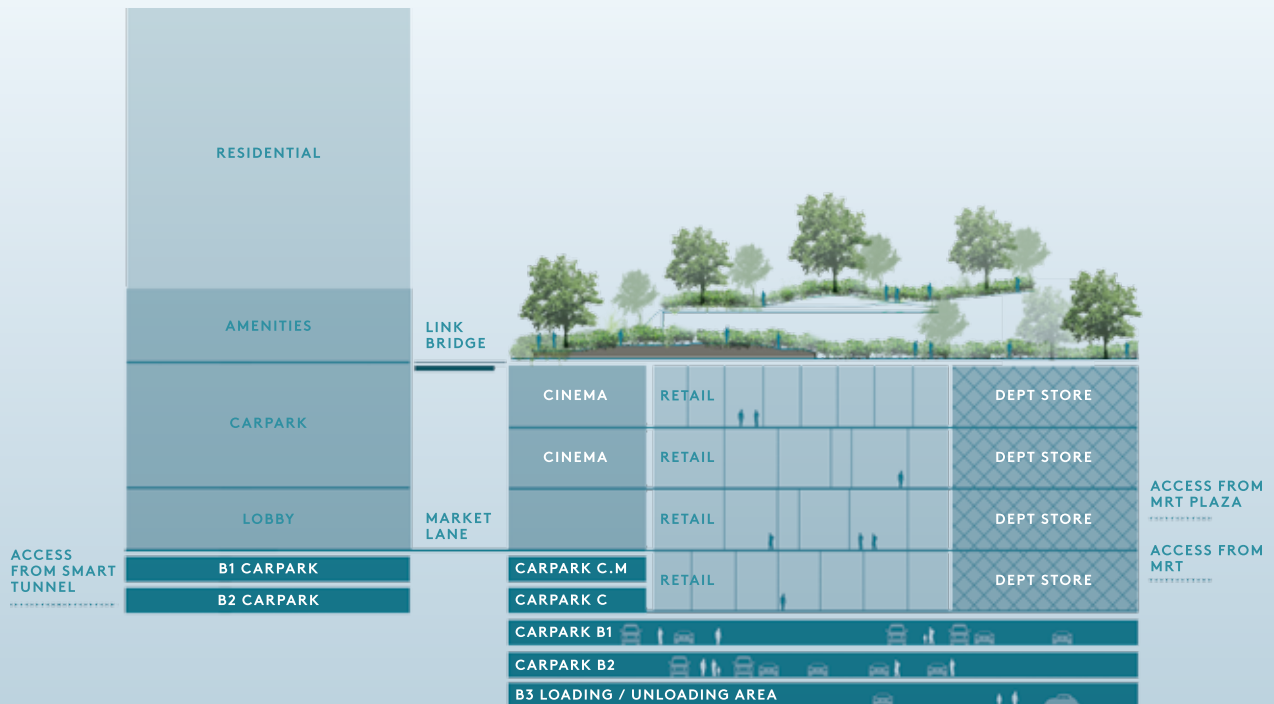 RESIDENTIAL
AMENITIES
LINK
BRIDGE
CARPARK
LOBBY
MARKET
LANE
ACCESS
FROM SMART
TUNNEL
B1 CARPARK
B2 CARPARK
CINEMA
RETAIL
DEPT STORE
CINEMA
RETAIL
DEPT STORE
RETAIL
DEPT STORE
ACCESS FROM
MRT PLAZA
CARPARK C.M
CARPARK C
RETAIL
DEPT STORE
ACCESS FROM
MRT
CARPARK B1
CARPARK B2
B3 LOADING / UNLOADING AREA